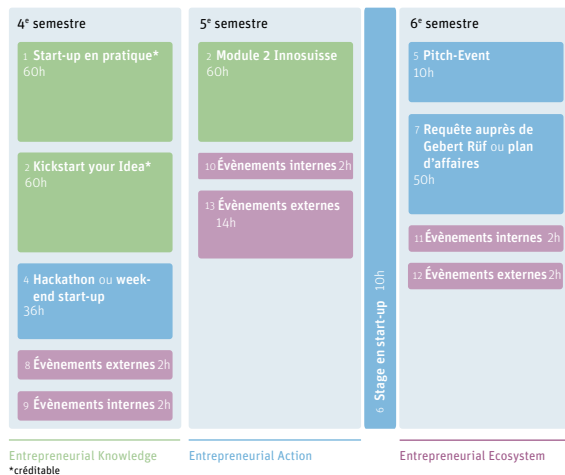 4e semestre
1 Start-up en pratique*
60h
2 Kickstart your Idea*
60h
4 Hackathon ou week-
end start-up
36h
8 Évènements externes 2h
9 Évènements internes 2h
5e semestre
2 Module 2 Innosuisse
60h
10 Évènements internes 2h
13 Évènements externes
14h
6 Stage en start-up 10h
6e semestre
5 Pitch-Event
10h
7 Requête auprès de
Gebert Rüf ou plan
d'affaires
50h
11 Évènements internes 2h
12 Évènements externes 2h
Entrepreneurial Knowledge
*créditable
Entrepreneurial Action
Entrepreneurial Ecosystem